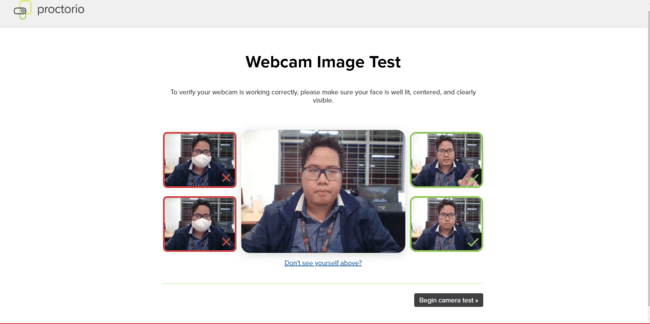 proctorio
Webcam Image Test
To verify your webcam is working correctly, please make sure your face is well lit, centered, and clearly
visible.
Don't see yourself above?
Begin camera test »